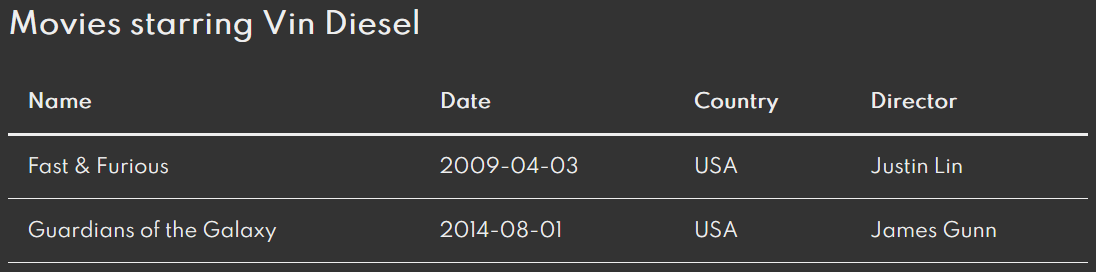 Movies starring Vin Diesel
Name Date Country Director
Fast & Furious 2009-04-03 USA Justin Lin
Guardians of the Galaxy 2014-08-01 USA James Gunn